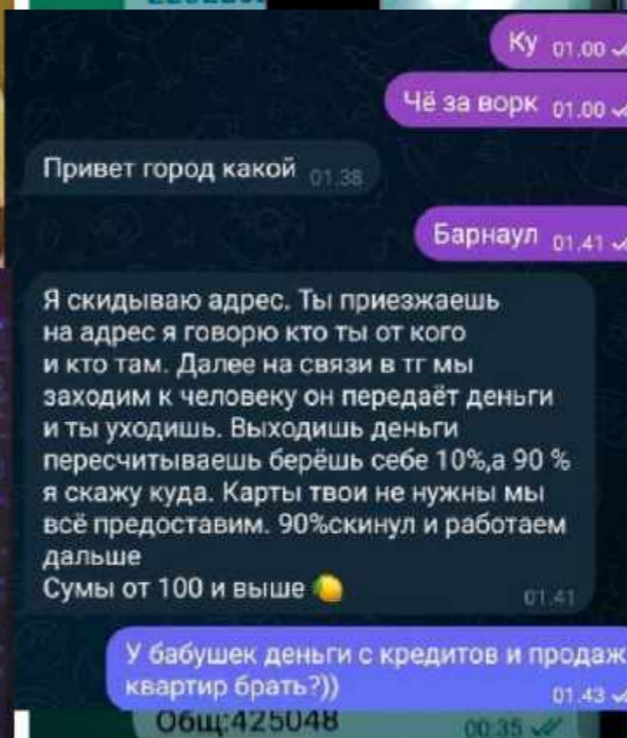 Ку 01.00
Чё за ворк 01.00
Привет город какой 01.38
Барнаул 01.41
Я скидываю адрес. Ты приезжаешь
на адрес я говорю кто ты от кого
и кто там. Далее на связи в тг мы
заходим к человеку он передаёт деньги
и ты уходишь. Выходишь деньги
пересчитываешь берёшь себе 10%,а 90 %
я скажу куда. Карты твои не нужны мы
всё предоставим. 90%скинул и работаем
дальше
Сумы от 100 и выше 🍋 01.41
У бабушек деньги с кредитов и продаж
квартир брать?)) 01.43
Общ:425048 00:35